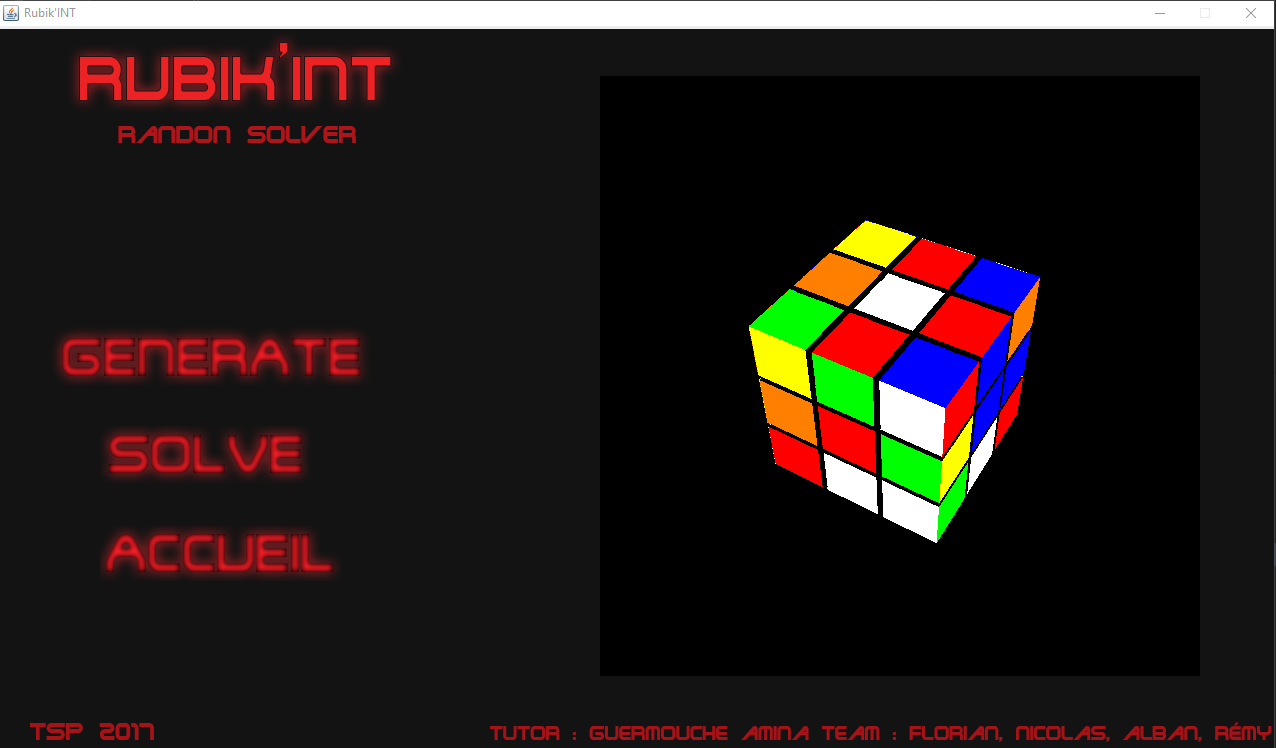 Rubik'INT
RUBIK'INT
RANDON SOLVER
GENERATE
SOLVE
ACCUEIL
TSP 2017
TUTOR : GUERMOUCHE AMINA TEAM : FLORIAN, NICOLAS, ALBAN, RÉMY